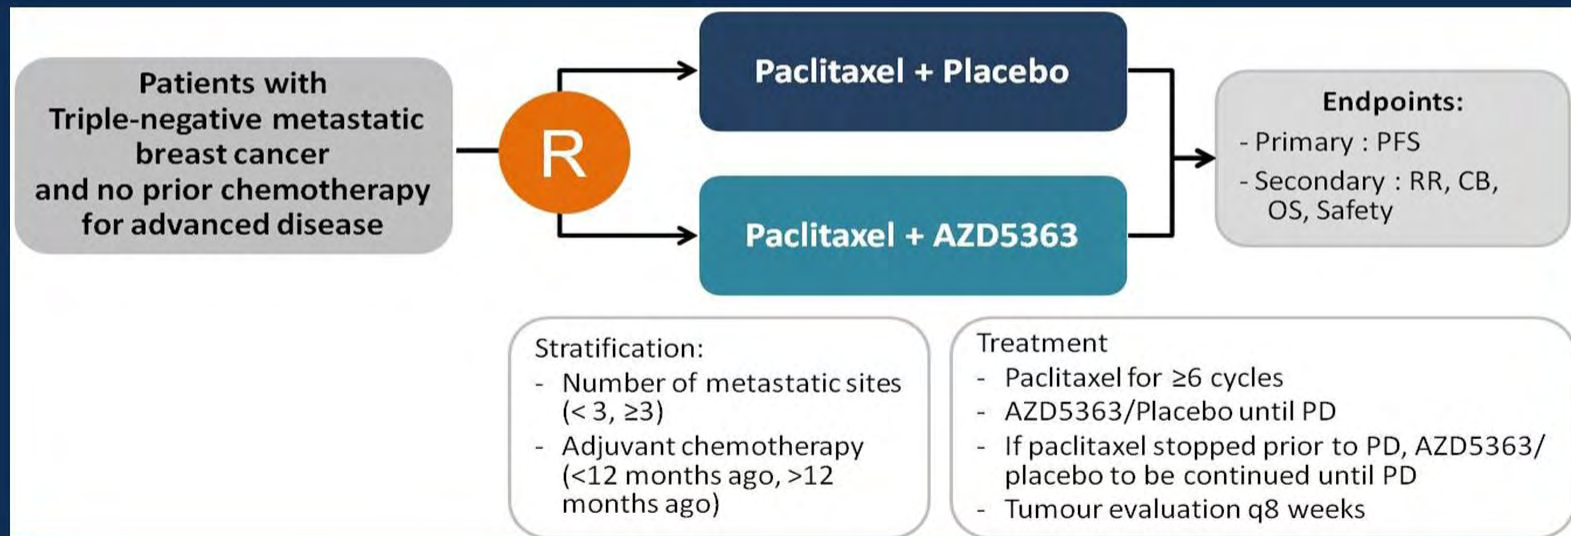 Patients with
Triple-negative metastatic
breast cancer
and no prior chemotherapy
for advanced disease
R
Paclitaxel + Placebo
Paclitaxel + AZD5363
Endpoints:
- Primary : PFS
- Secondary : RR, CB,
OS, Safety
Stratification:
- Number of metastatic sites
(< 3, ≥3)
- Adjuvant chemotherapy
(<12 months ago, >12
months ago)
Treatment
- Paclitaxel for ≥6 cycles
- AZD5363/Placebo until PD
- If paclitaxel stopped prior to PD, AZD5363/
placebo to be continued until PD
- Tumour evaluation q8 weeks